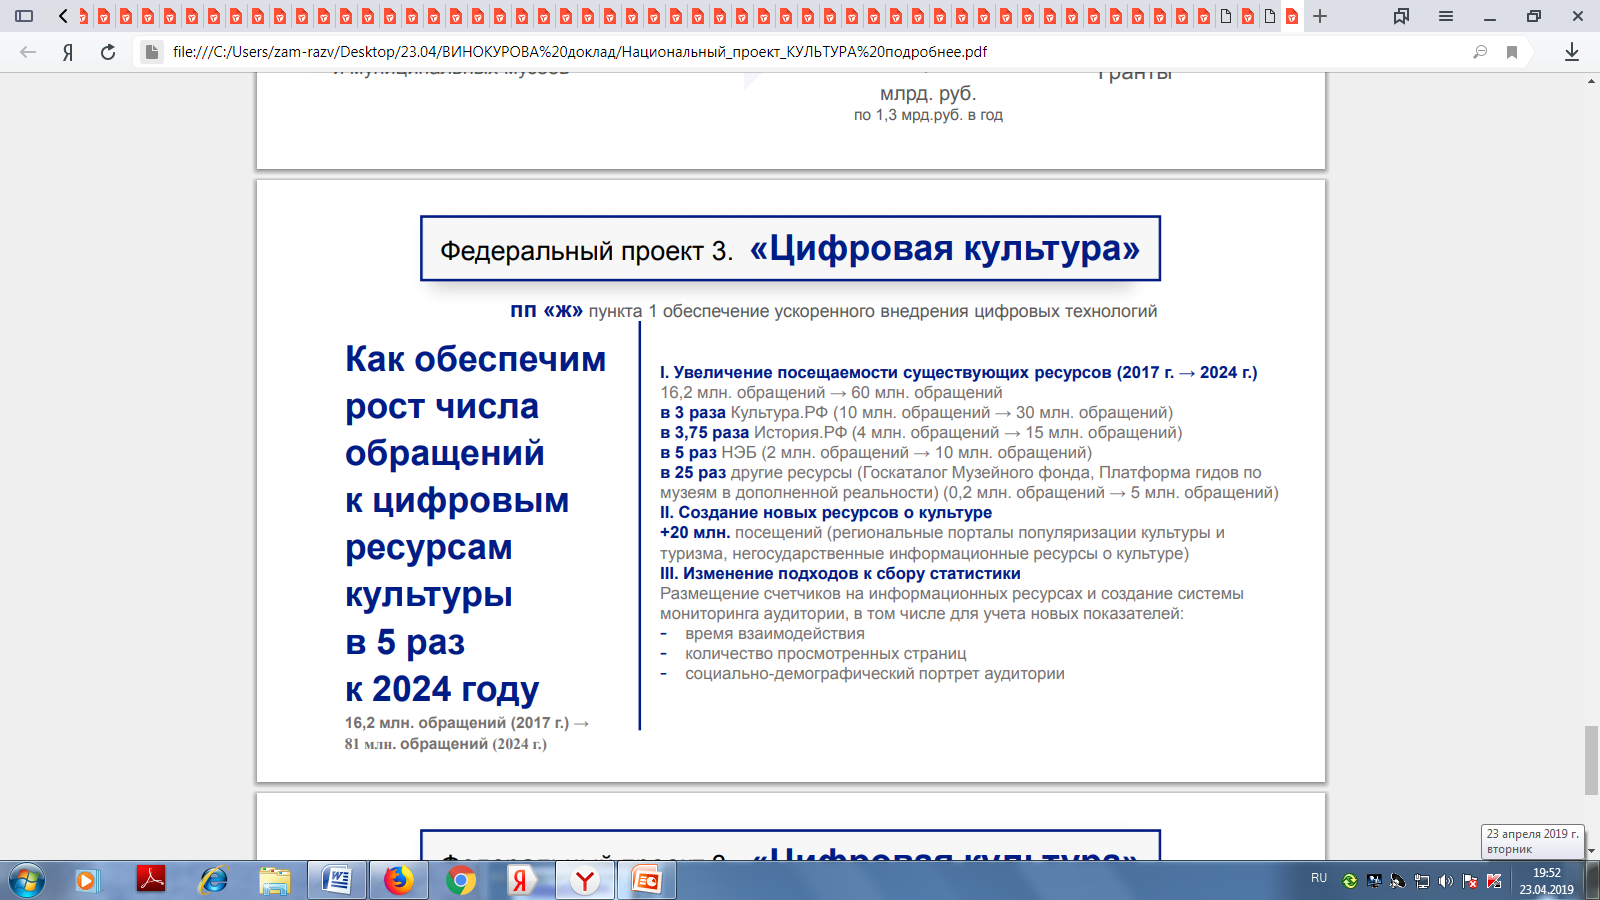 file:///C:/Users/zam-razv/Desktop/23.04/ВИНОКУРОВА%20доклад/Национальный_проект_КУЛЬТУРА%20подробнее.pdf
и муниципальных музеев
Гранты
млрд. руб.
по 1,3 мрд.руб. в год
Федеральный проект 3. «Цифровая культура»
пп «ж» пункта 1 обеспечение ускоренного внедрения цифровых технологий
Как обеспечим
рост числа
обращений
к цифровым
ресурсам
культуры
в 5 раз
к 2024 году
16,2 млн. обращений (2017 г.) →
81 млн. обращений (2024 г.)
I. Увеличение посещаемости существующих ресурсов (2017 г. → 2024 г.)
16,2 млн. обращений → 60 млн. обращений
в 3 раза Культура.РФ (10 млн. обращений → 30 млн. обращений)
в 3,75 раза История.РФ (4 млн. обращений → 15 млн. обращений)
в 5 раз НЭБ (2 млн. обращений → 10 млн. обращений)
в 25 раз другие ресурсы (Госкаталог Музейного фонда, Платформа гидов по
музеям в дополненной реальности) (0,2 млн. обращений → 5 млн. обращений)
II. Создание новых ресурсов о культуре
+20 млн. посещений (региональные порталы популяризации культуры и
туризма, негосударственные информационные ресурсы о культуре)
III. Изменение подходов к сбору статистики
Размещение счетчиков на информационных ресурсах и создание системы
мониторинга аудитории, в том числе для учета новых показателей:
- время взаимодействия
- количество просмотренных страниц
- социально-демографический портрет аудитории
Федеральный проект 3. «Цифровая культура»
23 апреля 2019 г.
вторник
RU
19:52
23.04.2019